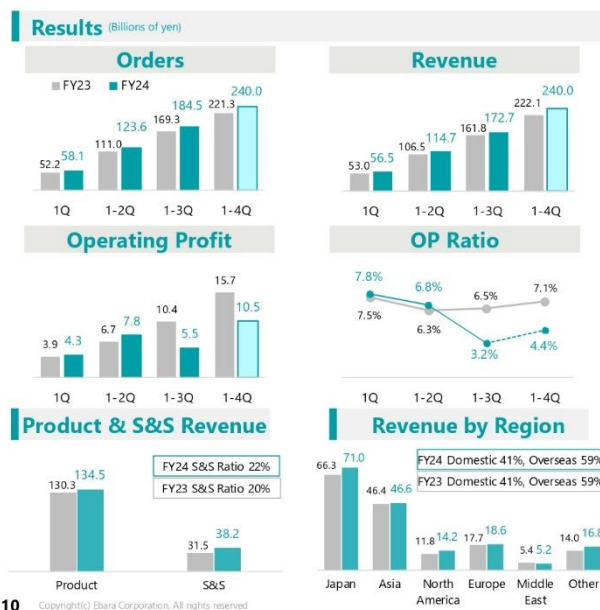 Results (Billions of yen)
Orders
FY23 FY24
52.2 58.1 111.0 123.6 169.3 184.5 221.3 240.0
1Q 1-2Q 1-3Q 1-4Q
Revenue
53.0 56.5 106.5 114.7 161.8 172.7 222.1 240.0
1Q 1-2Q 1-3Q 1-4Q
Operating Profit
3.9 4.3 6.7 7.8 10.4 5.5 15.7 10.5
1Q 1-2Q 1-3Q 1-4Q
OP Ratio
7.8% 6.8% 6.5% 7.1%
7.5% 6.3% 3.2% 4.4%
1Q 1-2Q 1-3Q 1-4Q
Product & S&S Revenue
FY24 S&S Ratio 22%
FY23 S&S Ratio 20%
130.3 134.5 31.5 38.2
Product S&S
Revenue by Region
FY24 Domestic 41%, Overseas 59%
FY23 Domestic 41%, Overseas 59%
66.3 71.0 46.4 46.6 11.8 14.2 17.7 18.6 5.4 5.2 14.0 16.8
Japan Asia North Europe Middle Other
America East
10 Copyright(c) Ebara Corporation, All rights reserved